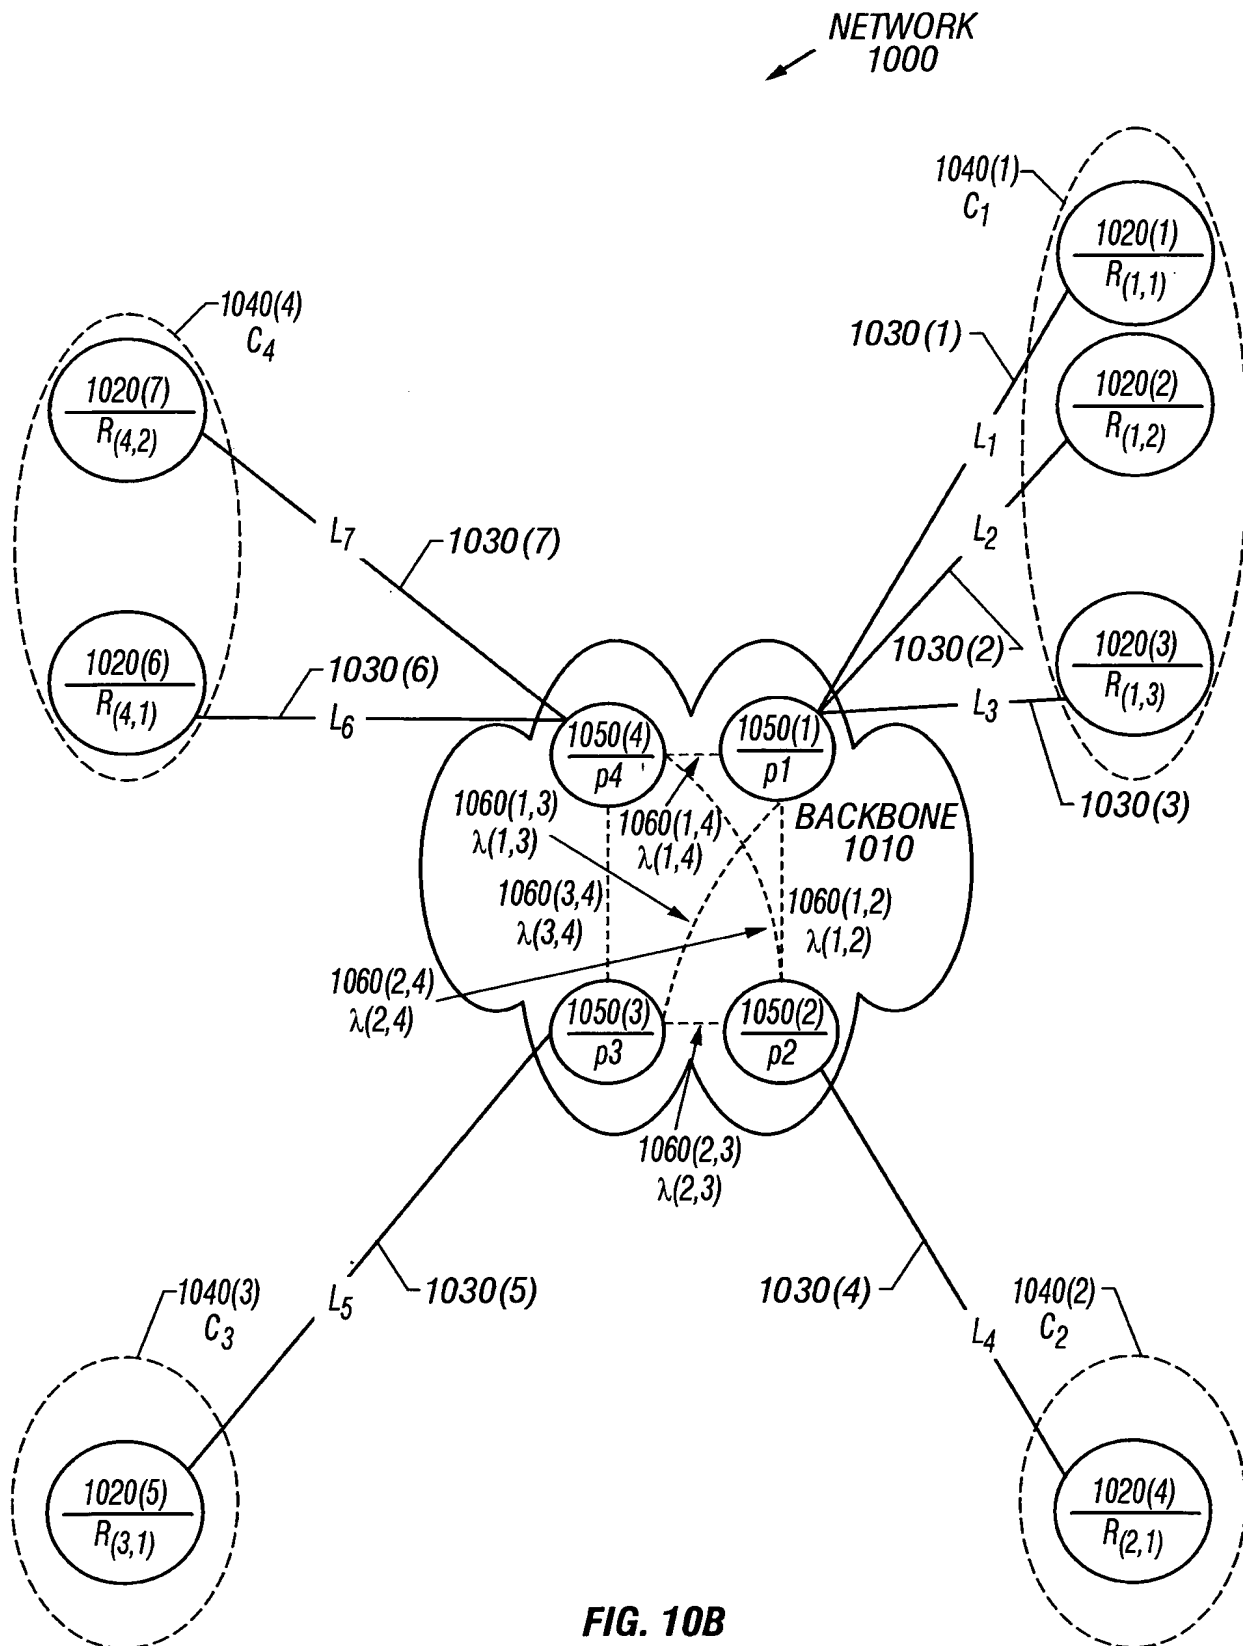 NETWORK
1000
1040(1)
C1
1020(1)
R(1,1)
1030(1)
1040(4)
C4
1020(7)
R(4,2)
1020(2)
R(1,2)
L1
L2
L7
1030(7)
1030(2)
1020(3)
R(1,3)
1020(6)
R(4,1)
1030(6)
L6
L3
1030(3)
1050(4)
p4
1050(1)
p1
1060(1,3)
λ(1,3)
1060(1,4)
λ(1,4)
BACKBONE
1010
1060(3,4)
λ(3,4)
1060(1,2)
λ(1,2)
1060(2,4)
λ(2,4)
1050(3)
p3
1050(2)
p2
1060(2,3)
λ(2,3)
1040(3)
C3
L5
1030(5)
1030(4)
L4
1040(2)
C2
1020(5)
R(3,1)
1020(4)
R(2,1)
FIG. 10B